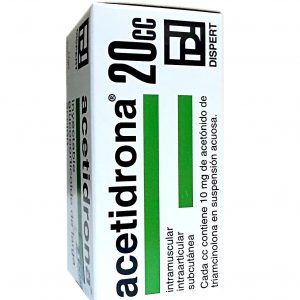 acetidrona® 20cc
DISPERT
intramuscular
intraarticular
subcutánea
Cada cc contiene 10 mg de acetónido de
triamcinolona en suspensión acuosa.
acetidrona
inyectable